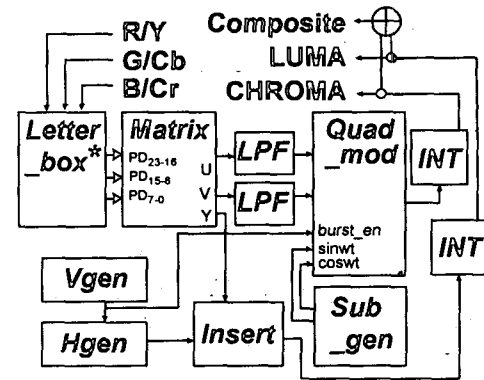 R/Y
G/Cb
B/Cr
Composite
LUMA
CHROMA
Letter
_box*
Matrix
PD23-16
PD15-8
PD7-0
U
V
Y
LPF
LPF
Quad
_mod
burst_en
sinwt
coswt
INT
INT
Vgen
Hgen
Insert
Sub
_gen